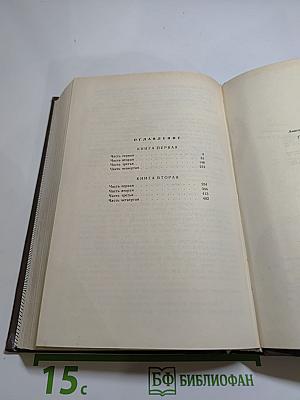 ОГЛАВЛЕНИЕ
КНИГА ПЕРВАЯ
Часть первая
Часть вторая
Часть третья
Часть четвертая
КНИГА ВТОРАЯ
Часть первая
Часть вторая
Часть третья
Часть четвертая
15с
БФ БИБЛИОФАН